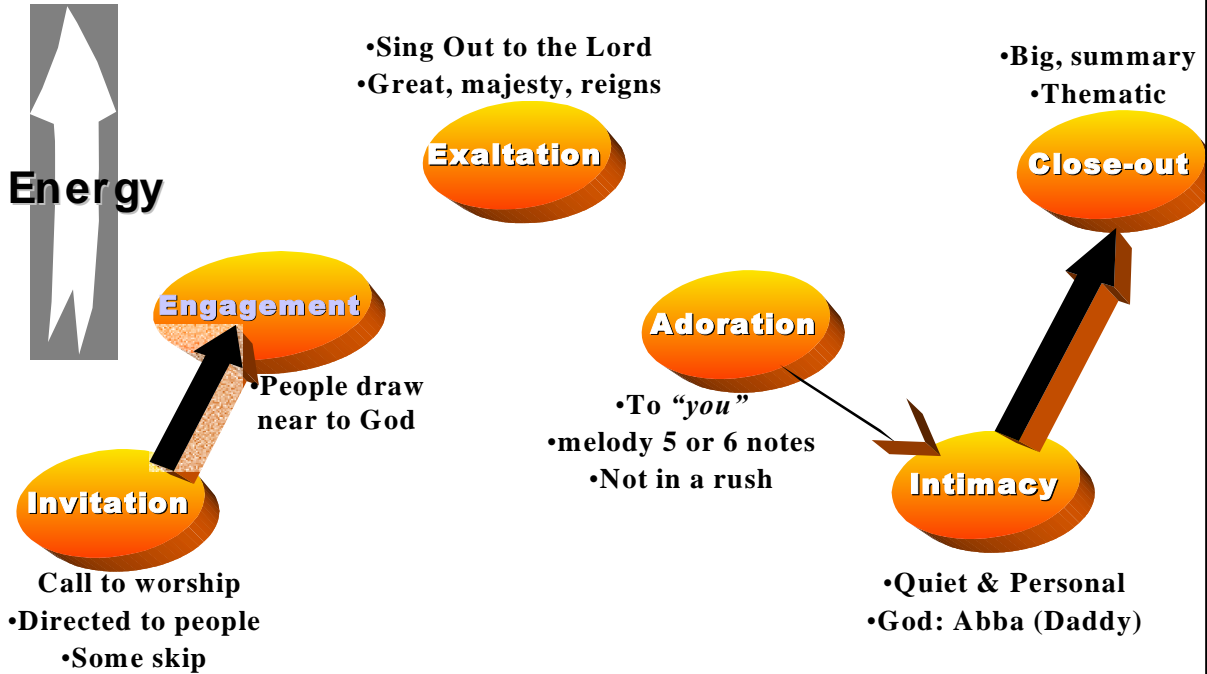 Energy
Invitation
Call to worship
•Directed to people
•Some skip
Engagement
•People draw
near to God
•Sing Out to the Lord
•Great, majesty, reigns
Exaltation
Adoration
•To “you”
•melody 5 or 6 notes
•Not in a rush
Intimacy
•Quiet & Personal
•God: Abba (Daddy)
•Big, summary
•Thematic
Close-out